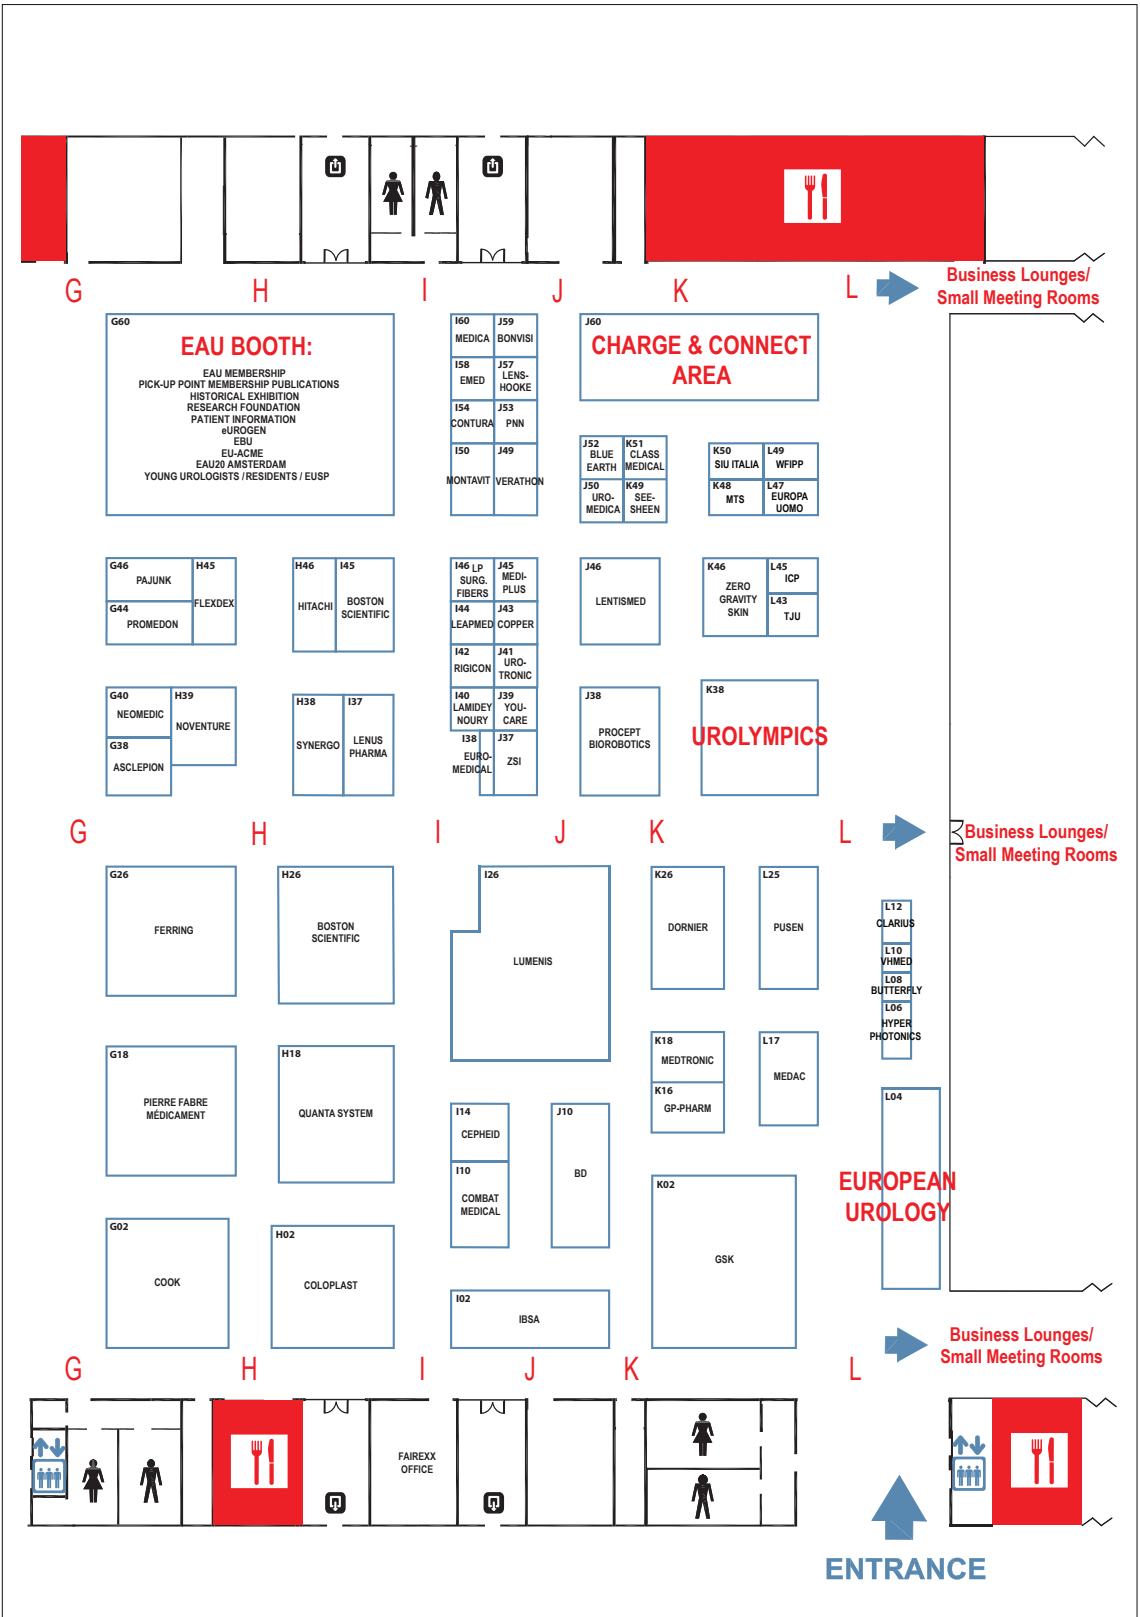 G H I J K L
Business Lounges/
Small Meeting Rooms
G60
EAU BOOTH:
EAU MEMBERSHIP
PICK-UP POINT MEMBERSHIP PUBLICATIONS
HISTORICAL EXHIBITION
RESEARCH FOUNDATION
PATIENT INFORMATION
eUROGEN
EBU
EU-ACME
EAU20 AMSTERDAM
YOUNG UROLOGISTS / RESIDENTS / EUSP
I60
MEDICA
J59
BONVISI
I58
EMED
J57
LENS-
HOOKE
I54
CONTURA
J53
PNN
I50
MONTAVIT
J49
VERATHON
J60
CHARGE & CONNECT
AREA
J52
BLUE
EARTH
K51
CLASS
MEDICAL
J50
URO-
MEDICA
K49
SEE-
SHEEN
K50
SIU ITALIA
L49
WFIPP
K48
MTS
L47
EUROPA
UOMO
G46
PAJUNK
H45
FLEXDEX
G44
PROMEDON
H46
HITACHI
I45
BOSTON
SCIENTIFIC
I46 LP
SURG.
FIBERS
J45
MEDI-
PLUS
I44
LEAPMED
J43
COPPER
I42
RIGICON
J41
URO-
TRONIC
I40
LAMIDEY
NOURY
J39
YOU-
CARE
I38
EURO-
MEDICAL
J37
ZSI
J46
LENTISMED
K46
ZERO
GRAVITY
SKIN
L45
ICP
L43
TJU
G40
NEOMEDIC
H39
NOVENTURE
G38
ASCLEPION
H38
SYNERGO
I37
LENUS
PHARMA
J38
PROCEPT
BIOROBOTICS
K38
UROLYMPICS
G H I J K L
Business Lounges/
Small Meeting Rooms
G26
FERRING
H26
BOSTON
SCIENTIFIC
I26
LUMENIS
K26
DORNIER
L25
PUSEN
L12
CLARIUS
L10
VHMED
L08
BUTTERFLY
L06
HYPER
PHOTONICS
G18
PIERRE FABRE
MÉDICAMENT
H18
QUANTA SYSTEM
K18
MEDTRONIC
K16
GP-PHARM
L17
MEDAC
I14
CEPHEID
I10
COMBAT
MEDICAL
J10
BD
L04
EUROPEAN
UROLOGY
G02
COOK
H02
COLOPLAST
I02
IBSA
K02
GSK
Business Lounges/
Small Meeting Rooms
G H I J K L
FAIREXX
OFFICE
ENTRANCE